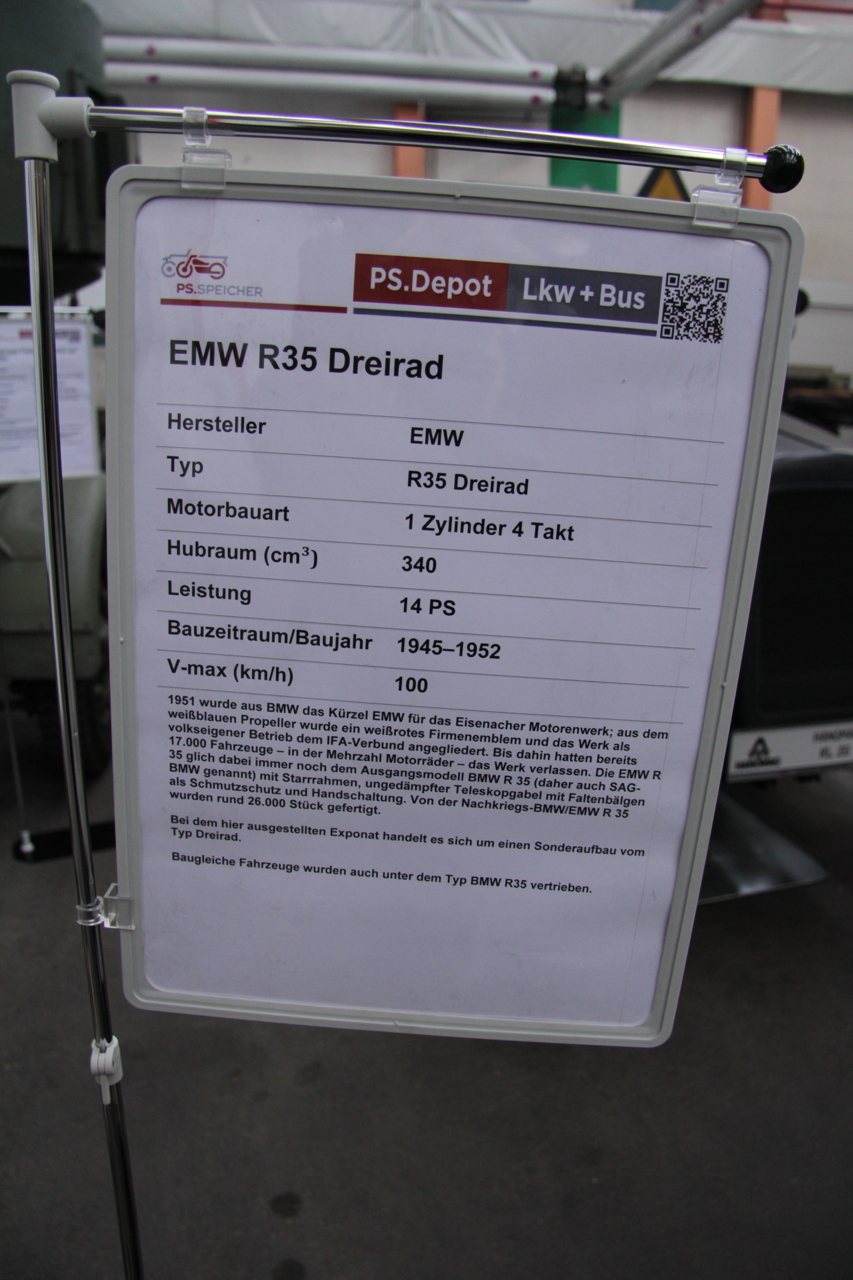 PS.SPEICHER
PS.Depot Lkw + Bus
EMW R35 Dreirad
Hersteller EMW
Typ R35 Dreirad
Motorbauart 1 Zylinder 4 Takt
Hubraum (cm³) 340
Leistung 14 PS
Bauzeitraum/Baujahr 1945–1952
V-max (km/h) 100
1951 wurde aus BMW das Kürzel EMW für das Eisenacher Motorenwerk; aus dem
weißblauen Propeller wurde ein weißrotes Firmenemblem und das Werk als
volkseigener Betrieb dem IFA-Verbund angegliedert. Bis dahin hatten bereits
17.000 Fahrzeuge – in der Mehrzahl Motorräder – das Werk verlassen. Die EMW R
35 glich dabei immer noch dem Ausgangsmodell BMW R 35 (daher auch SAG-
BMW genannt) mit Starrrahmen, ungedämpfter Teleskopgabel mit Faltenbälgen
als Schmutzschutz und Handschaltung. Von der Nachkriegs-BMW/EMW R 35
wurden rund 26.000 Stück gefertigt.
Bei dem hier ausgestellten Exponat handelt es sich um einen Sonderaufbau vom
Typ Dreirad.
Baugleiche Fahrzeuge wurden auch unter dem Typ BMW R35 vertrieben.